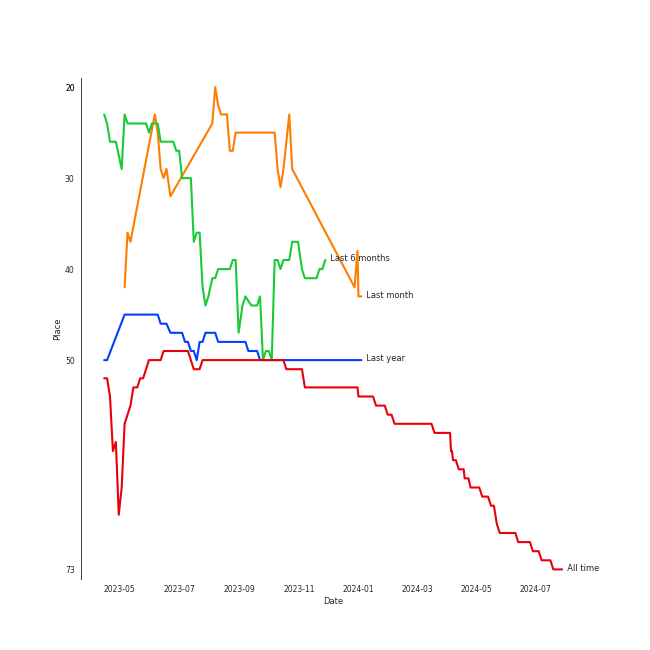 20
30
40
50
73
Place
Last 6 months
Last month
Last year
All time
2023-05 2023-07 2023-09 2023-11 2024-01 2024-03 2024-05 2024-07
Date